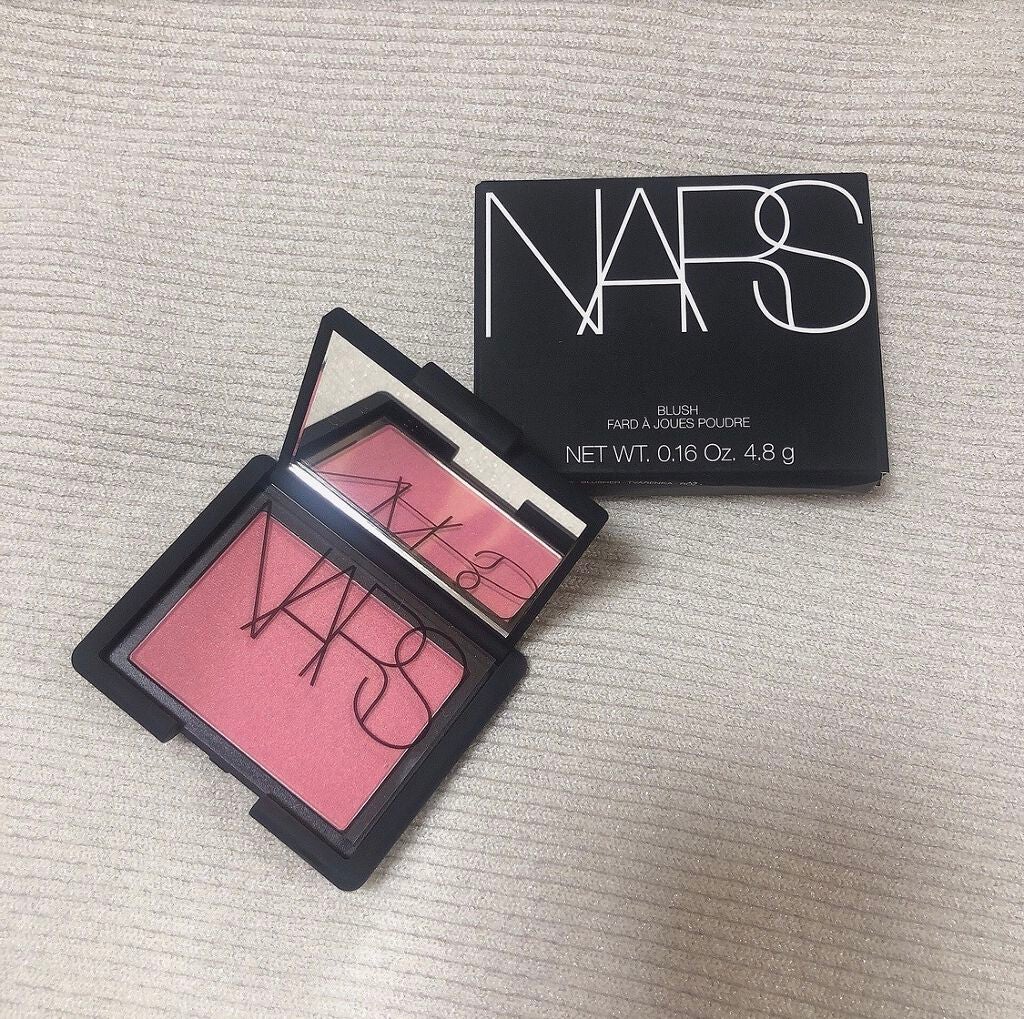 NARS
BLUSH
FARD À JOUES POUDRE
NET WT. 0.16 Oz. 4.8 g
NARS